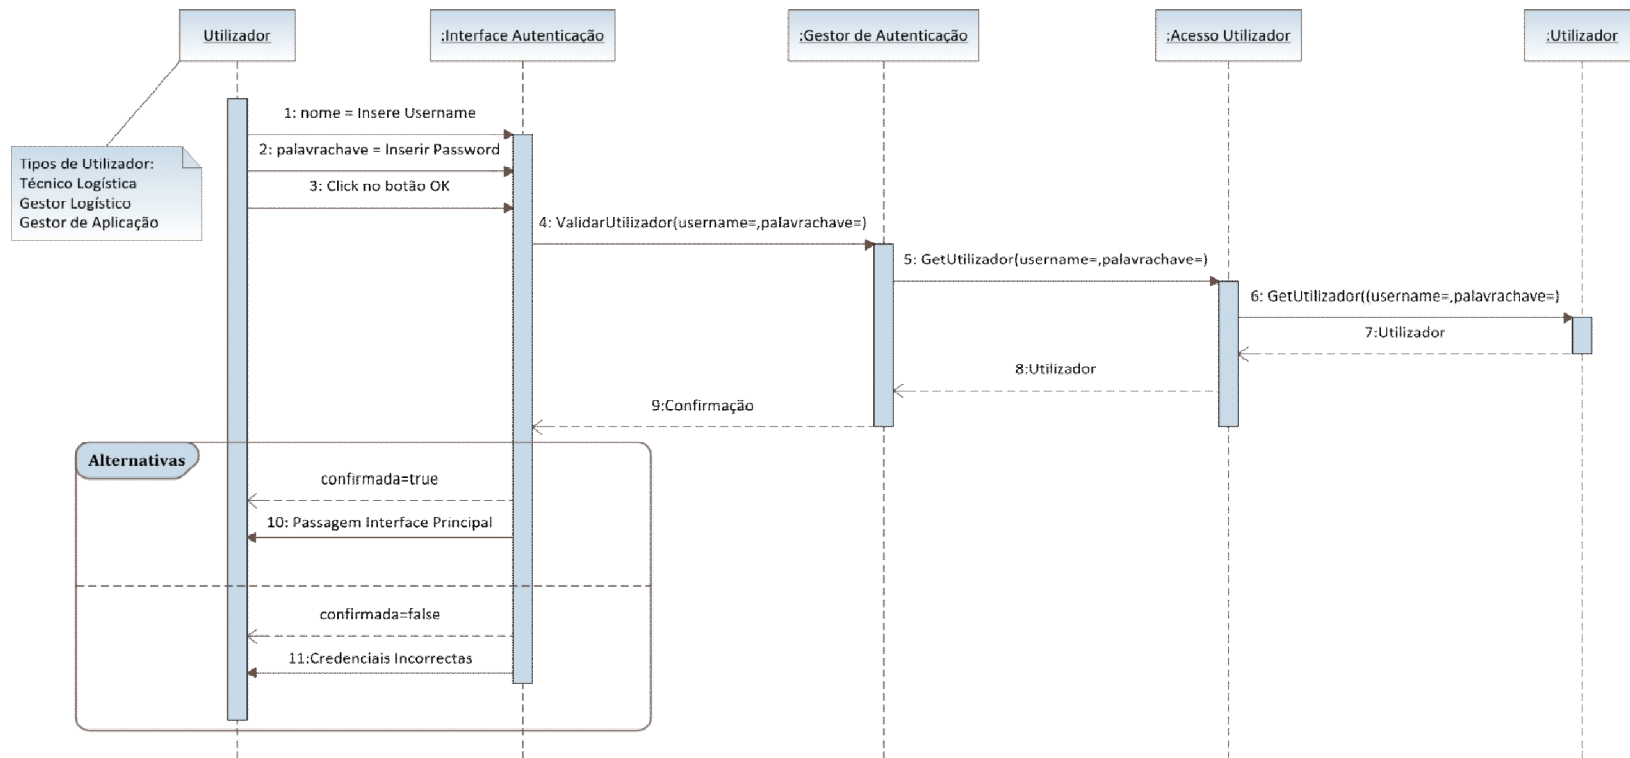 Utilizador
:Interface Autenticação
:Gestor de Autenticação
:Acesso Utilizador
:Utilizador
Tipos de Utilizador:
Técnico Logística
Gestor Logístico
Gestor de Aplicação
1: nome = Insere Username
2: palavrachave = Inserir Password
3: Click no botão OK
4: ValidarUtilizador(username=,palavrachave=)
5: GetUtilizador(username=,palavrachave=)
6: GetUtilizador((username=,palavrachave=)
7:Utilizador
8:Utilizador
9:Confirmação
Alternativas
confirmada=true
10: Passagem Interface Principal
confirmada=false
11:Credenciais Incorrectas